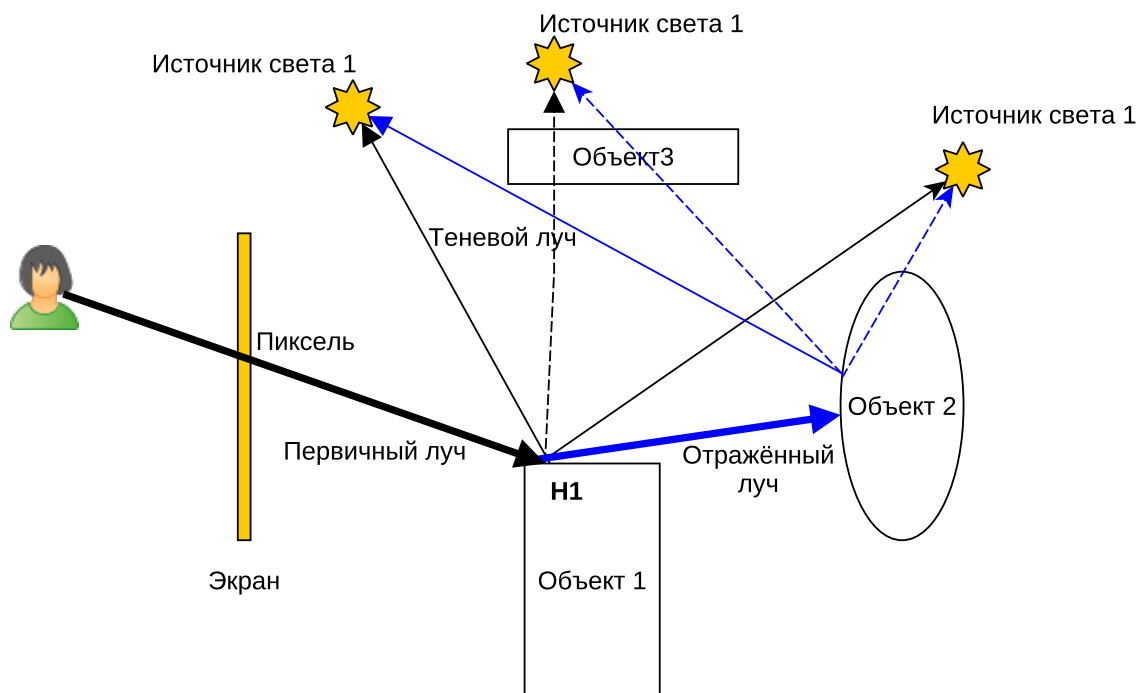 Источник света 1
Источник света 1
Источник света 1
Объект3
Теневой луч
Пиксель
Первичный луч
Отражённый
луч
Объект 2
H1
Экран
Объект 1